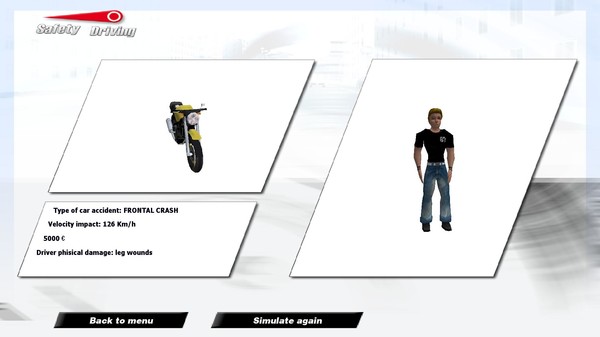 Safety Driving
Type of car accident: FRONTAL CRASH
Velocity impact: 126 Km/h
5000 €
Driver phisical damage: leg wounds
Back to menu
Simulate again